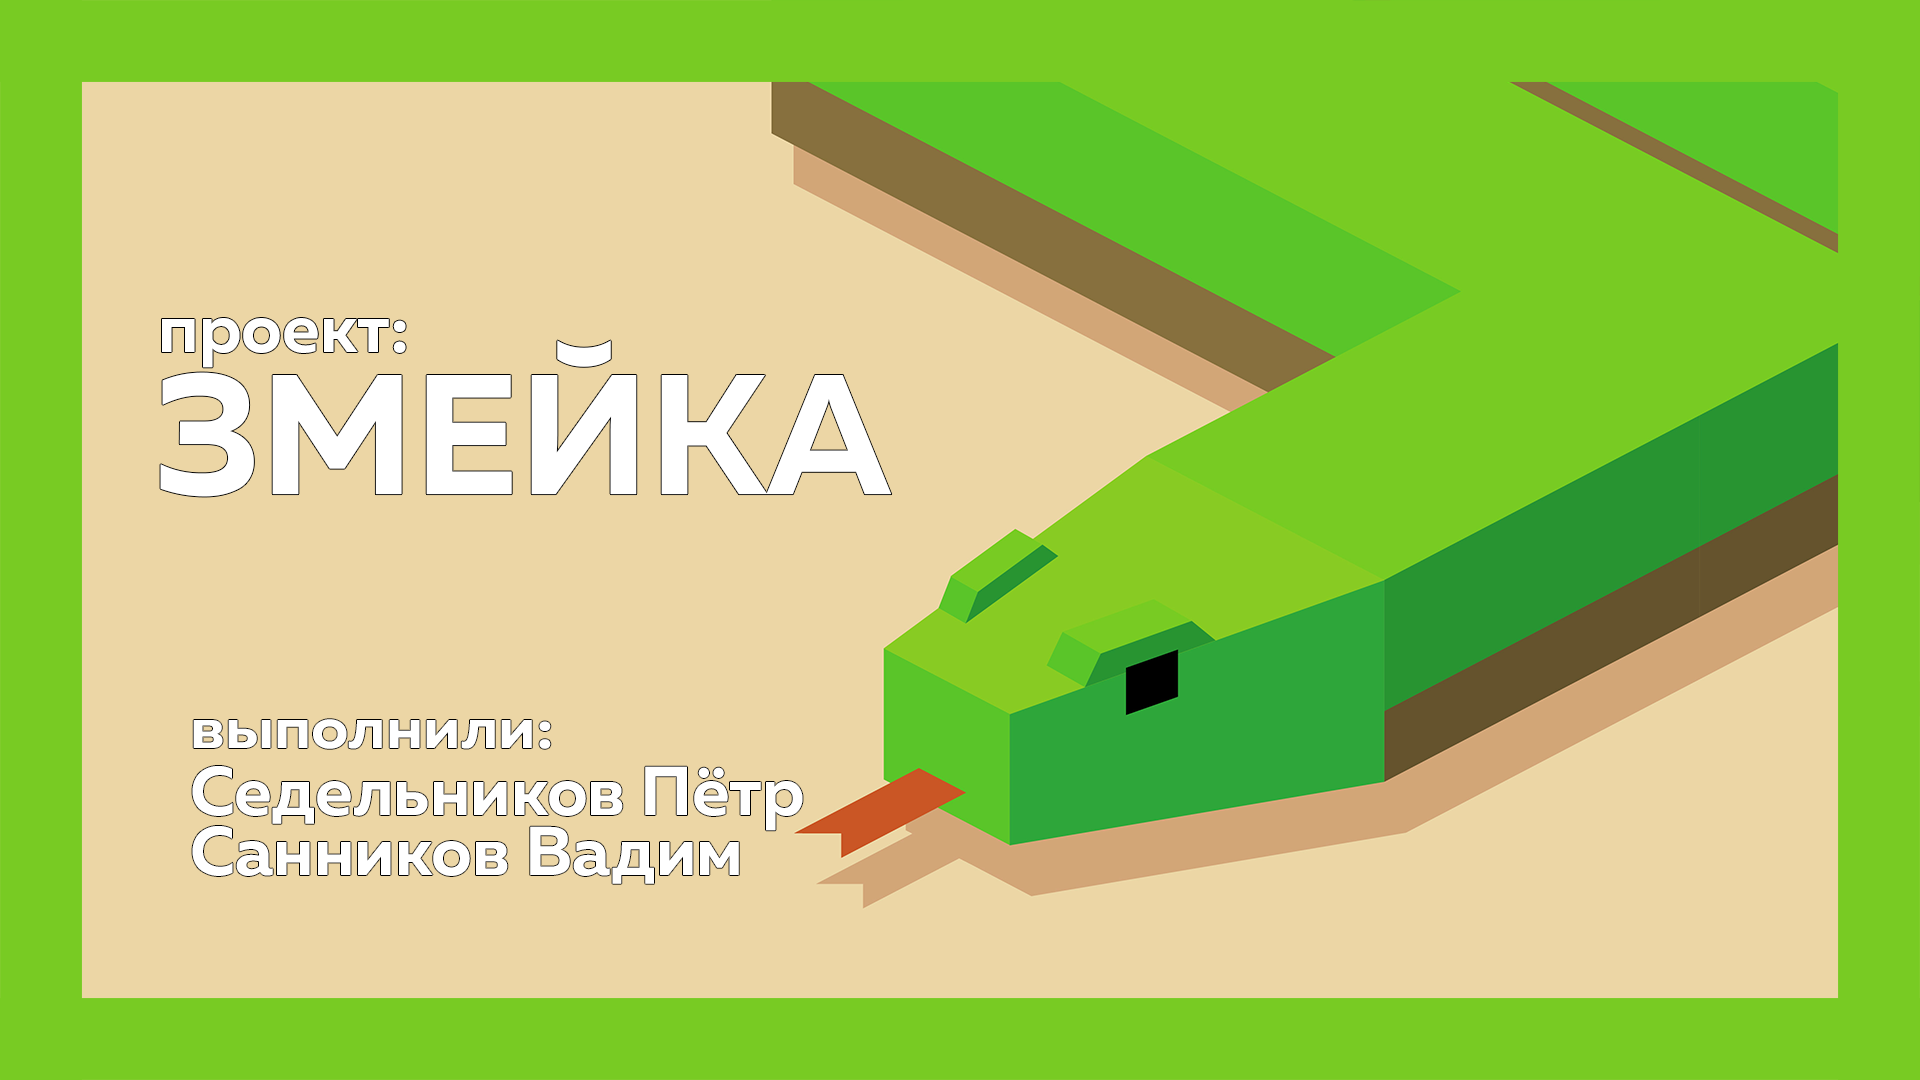 проект:
ЗМЕЙКА
выполнили:
Седельников Пётр
Санников Вадим